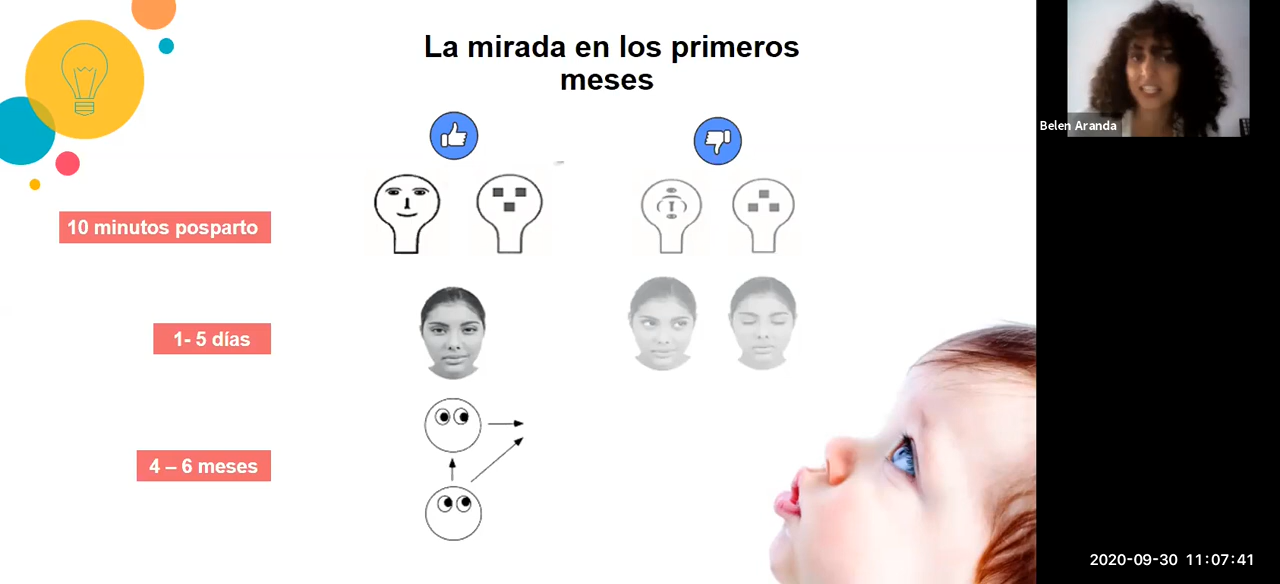 La mirada en los primeros
meses
10 minutos posparto
1- 5 días
4 – 6 meses
Belen Aranda
2020-09-30 11:07:41